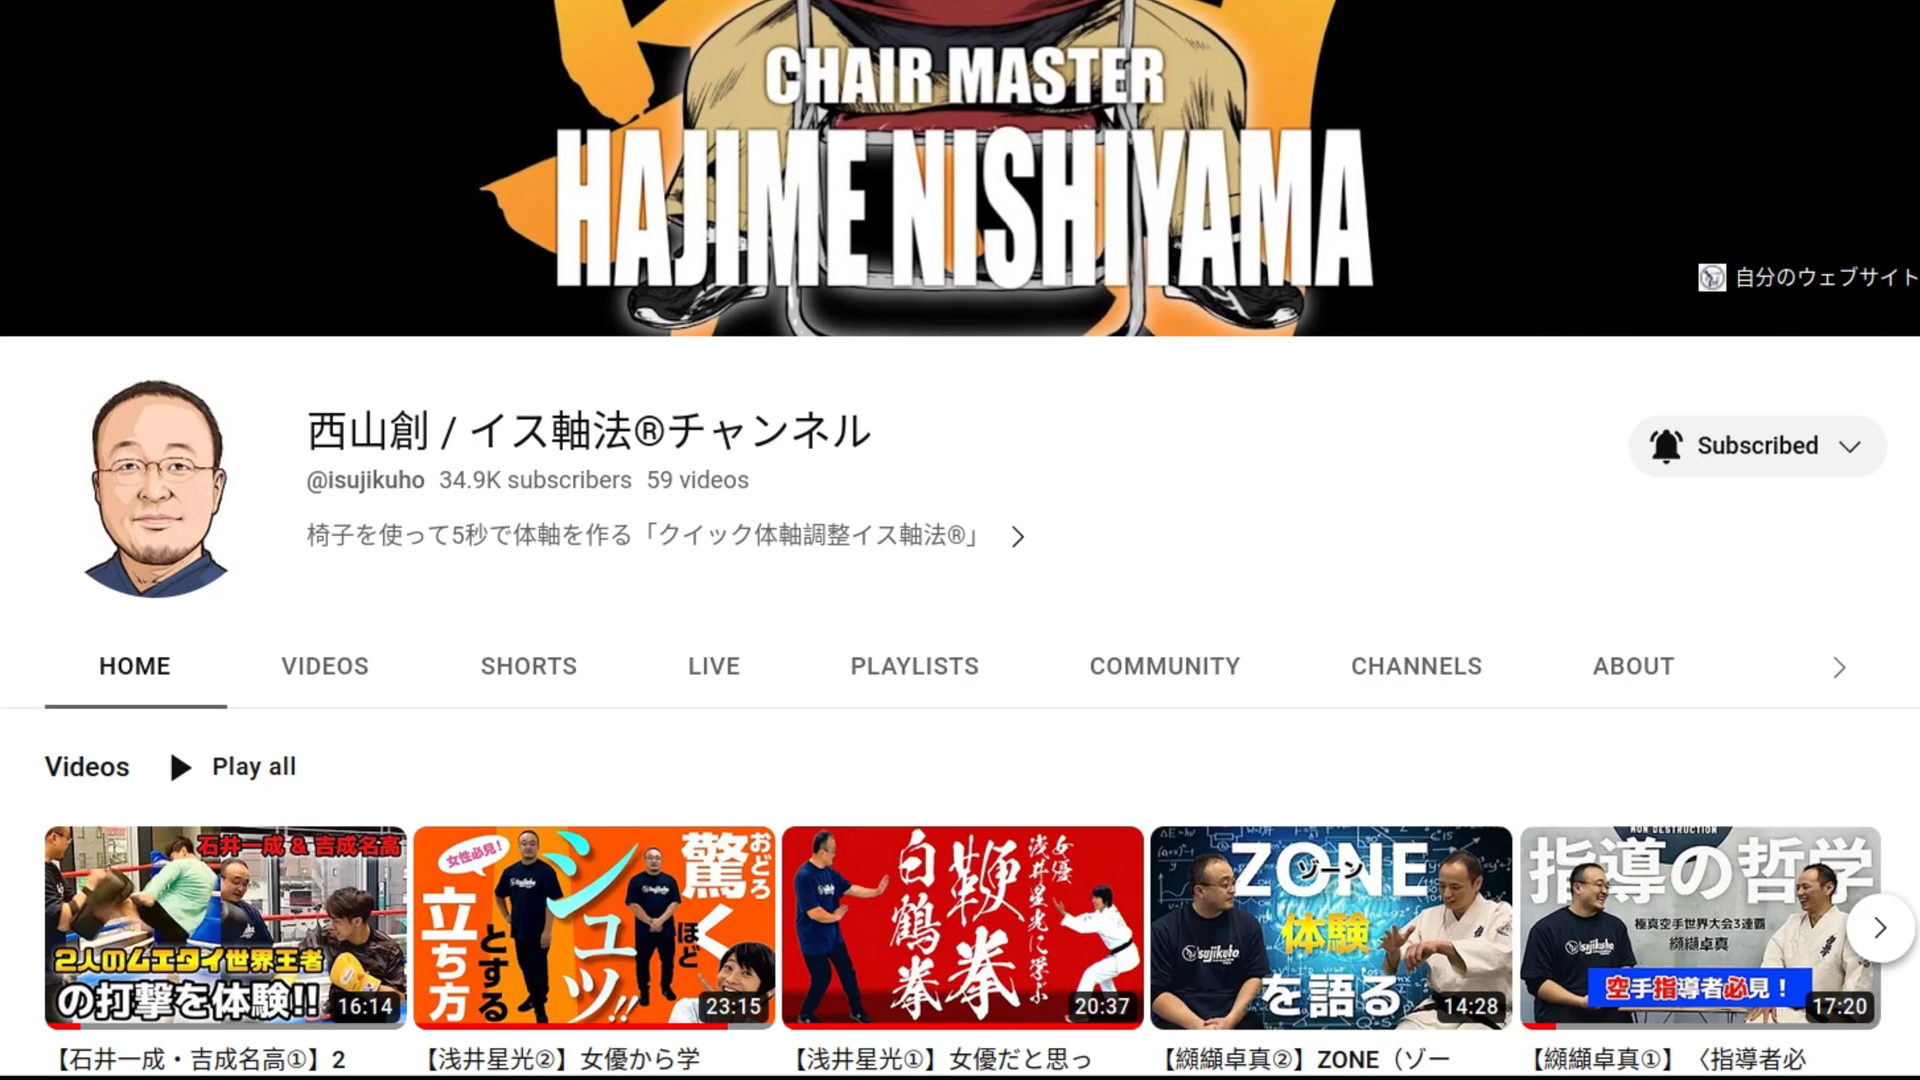 CHAIR MASTER
HAJIME NISHIYAMA
自分のウェブサイト
西山創 / イス軸法®チャンネル
@isujikuho 34.9K subscribers 59 videos
椅子を使って5秒で体軸を作る「クイック体軸調整イス軸法®」
Subscribed
HOME VIDEOS SHORTS LIVE PLAYLISTS COMMUNITY CHANNELS ABOUT
Videos Play all
石井一成 & 吉成名高
2人のムエタイ世界王者
の打撃を体験!!
16:14
女性必見！
おどろ
驚く
ほど
シュッ!!
とする
立ち方
23:15
女優
浅井星光に学ぶ
鞭拳
白鶴拳
20:37
ZONE
ゾーン
体験
を語る
isujikuho
14:28
NON DESTRUCTION
指導の哲学
極真空手世界大会3連覇
纐纈卓真
空手指導者必見！
isujikuho
17:20
【石井一成・吉成名高①】2
【浅井星光②】女優から学
【浅井星光①】女優だと思っ
【纐纈卓真②】ZONE（ゾー
【纐纈卓真①】〈指導者必